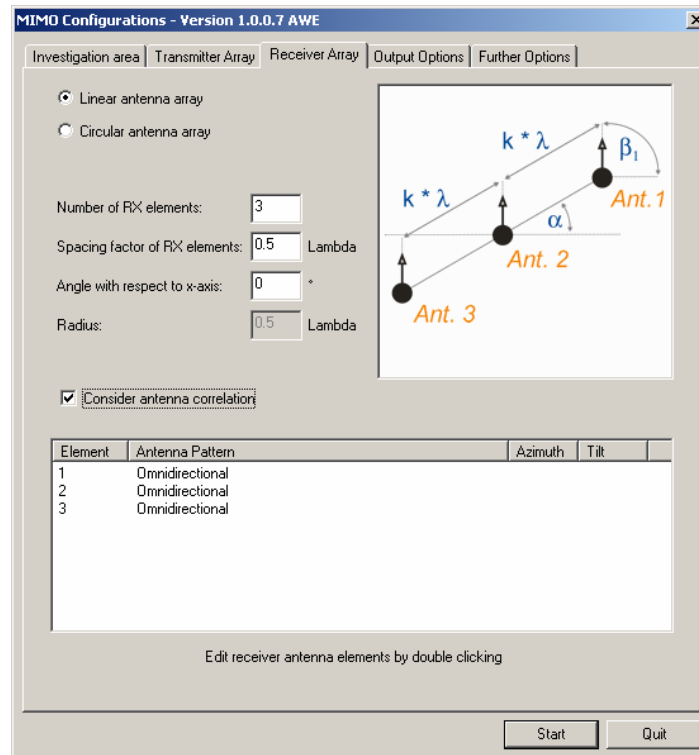 MIMO Configurations - Version 1.0.0.7 AWE
Investigation area Transmitter Array Receiver Array Output Options Further Options
Linear antenna array
Circular antenna array
Number of RX elements: 3
Spacing factor of RX elements: 0.5 Lambda
Angle with respect to x-axis: 0 °
Radius: 0.5 Lambda
k * λ
k * λ
β1
α
Ant. 1
Ant. 2
Ant. 3
Consider antenna correlation
Element Antenna Pattern Azimuth Tilt
1 Omnidirectional
2 Omnidirectional
3 Omnidirectional
Edit receiver antenna elements by double clicking
Start Quit